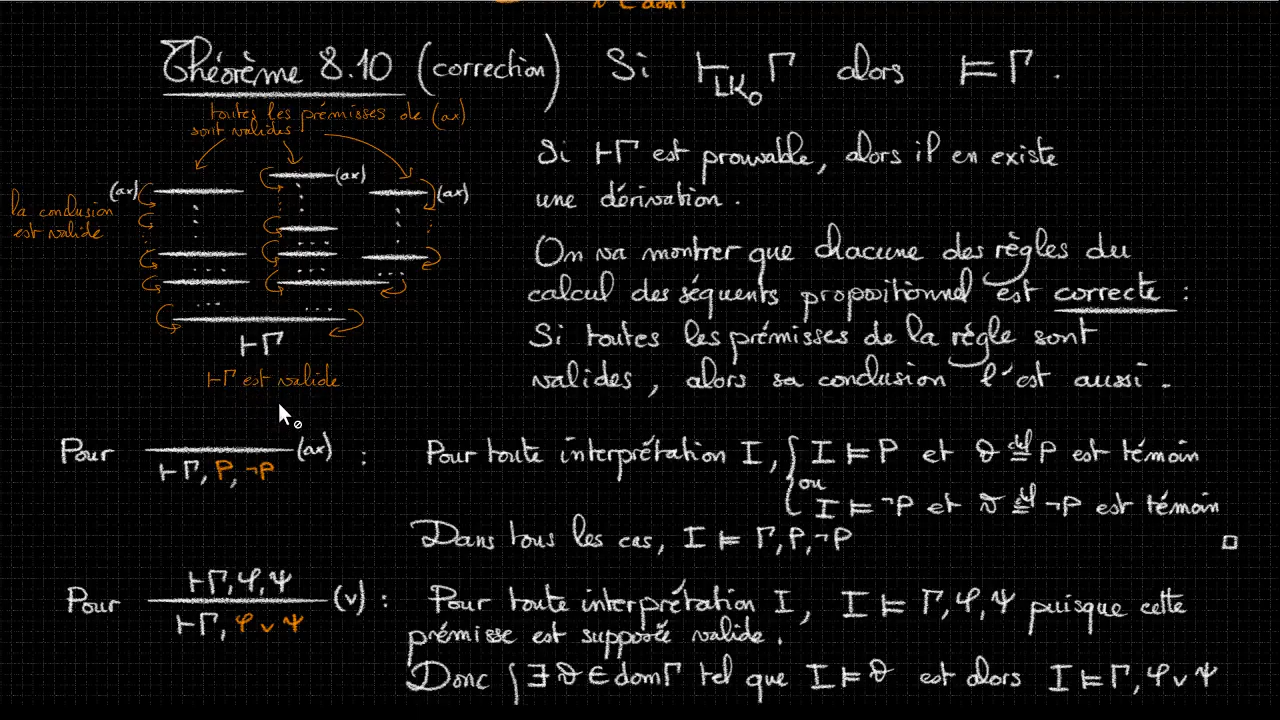 Théorème 8.10 (correction) Si ⊢LK₀ Γ alors ⊨ Γ.
toutes les prémisses de (ax)
sont valides
(ax) (ax) (ax)
la conclusion
est valide
⊢Γ
⊢Γ est valide
Si ⊢Γ est prouvable, alors il en existe
une dérivation.
On va montrer que chacune des règles du
calcul des séquents propositionnel est correcte :
Si toutes les prémisses de la règle sont
valides, alors sa conclusion l'est aussi.
Pour (ax) :
⊢Γ, P, ¬P
Pour toute interprétation I, { I ⊨ P et ϑ ≝ P est témoin
ou
I ⊨ ¬P et ϑ ≝ ¬P est témoin
Dans tous les cas, I ⊨ Γ, P, ¬P □
⊢Γ, φ, ψ
Pour (∨) :
⊢Γ, φ ∨ ψ
Pour toute interprétation I, I ⊨ Γ, φ, ψ puisque cette
prémisse est supposée valide.
Donc { ∃ ϑ ∈ dom Γ tel que I ⊨ ϑ est alors I ⊨ Γ, φ ∨ ψ